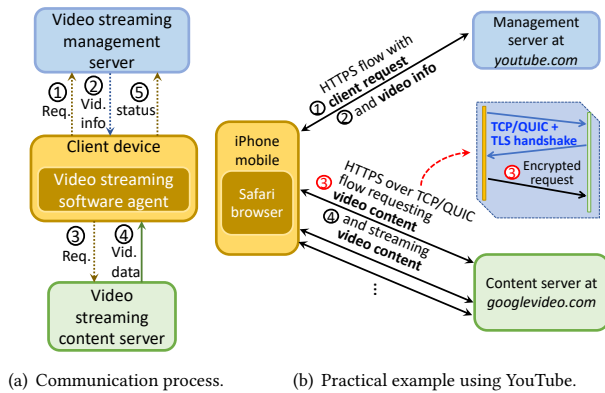 Video streaming
management
server
①
Req.
②
Vid.
info
⑤
status
Client device
Video streaming
software agent
③
Req.
④
Vid.
data
Video
streaming
content server
(a) Communication process.
Management
server at
youtube.com
HTTPS flow with
① client request
② and video info
iPhone
mobile
Safari
browser
TCP/QUIC +
TLS handshake
③ Encrypted
request
HTTPS over TCP/QUIC
③ flow requesting
video content
④ and streaming
video content
...
Content server at
googlevideo.com
(b) Practical example using YouTube.